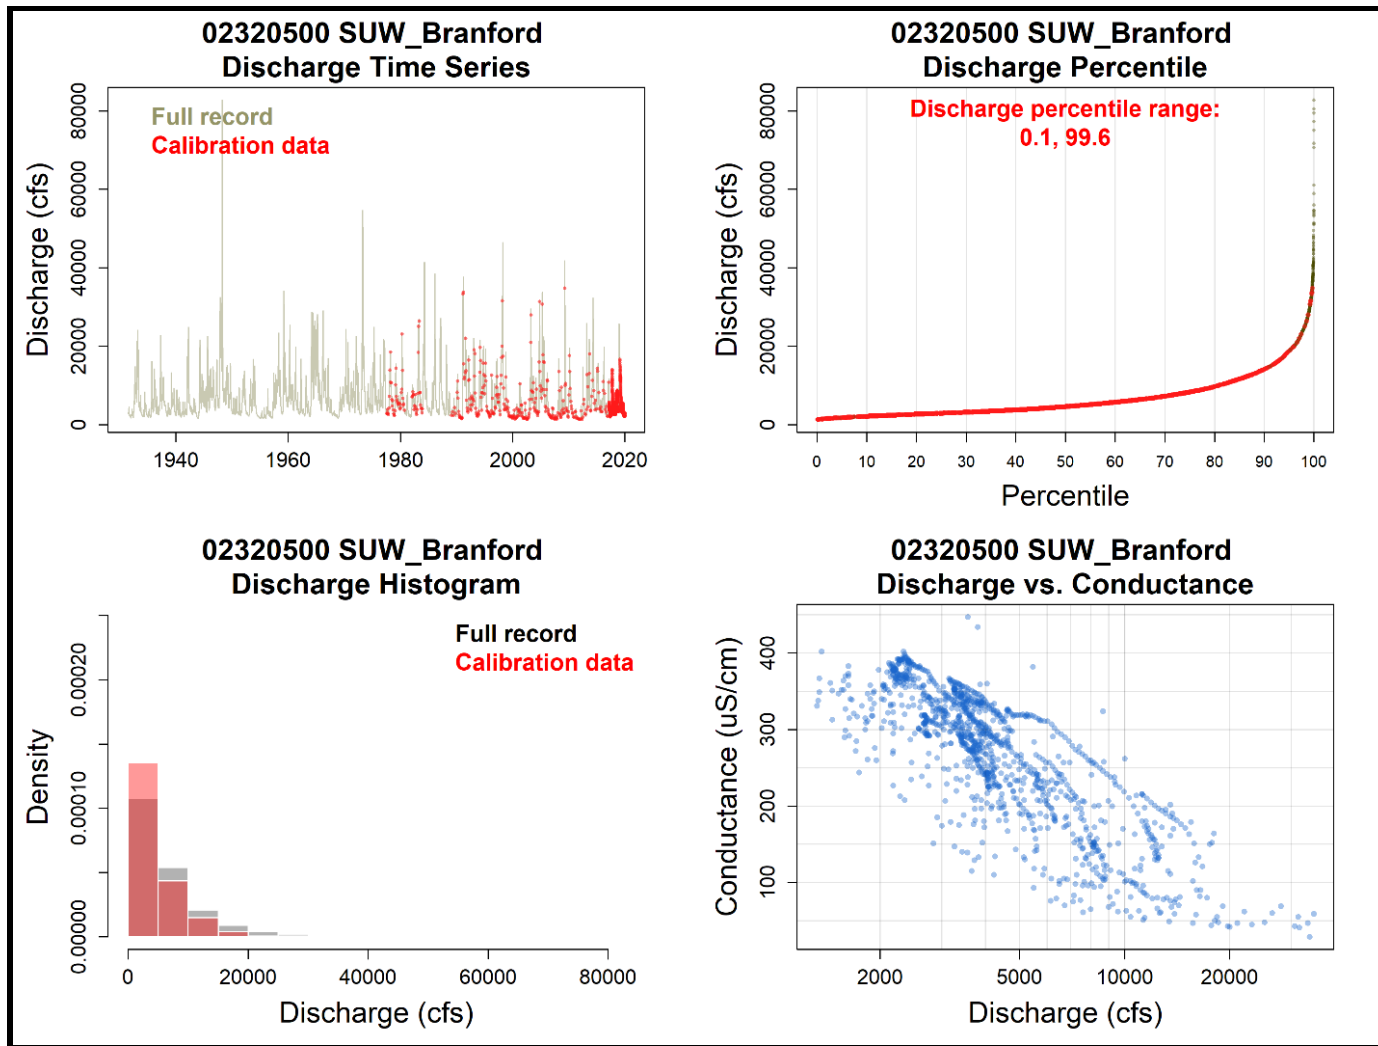 02320500 SUW_Branford
Discharge Time Series
Full record
Calibration data
Discharge (cfs)
80000
60000
40000
20000
0
1940 1960 1980 2000 2020
02320500 SUW_Branford
Discharge Percentile
Discharge percentile range:
0.1, 99.6
Discharge (cfs)
80000
60000
40000
20000
0
0 10 20 30 40 50 60 70 80 90 100
Percentile
02320500 SUW_Branford
Discharge Histogram
Full record
Calibration data
Density
0.00020
0.00010
0.00000
0 20000 40000 60000 80000
Discharge (cfs)
02320500 SUW_Branford
Discharge vs. Conductance
Conductance (uS/cm)
400
300
200
100
2000 5000 10000 20000
Discharge (cfs)